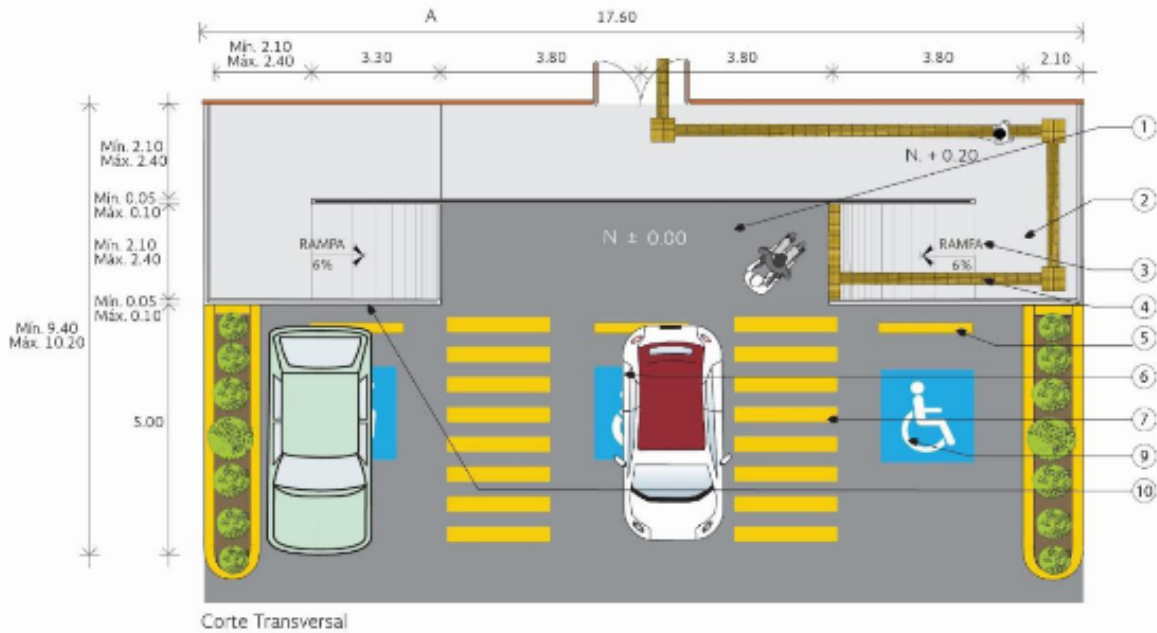 A 17.60
Mín. 2.10
Máx. 2.40
3.30 3.80 3.80 3.80 2.10
1
Mín. 2.10
Máx. 2.40
N. + 0.20
Mín. 0.05
Máx. 0.10
2
N ± 0.00
RAMPA
6%
RAMPA
6%
3
Mín. 2.10
Máx. 2.40
4
Mín. 0.05
Máx. 0.10
Mín. 9.40
Máx. 10.20
5
6
5.00
7
9
10
Corte Transversal